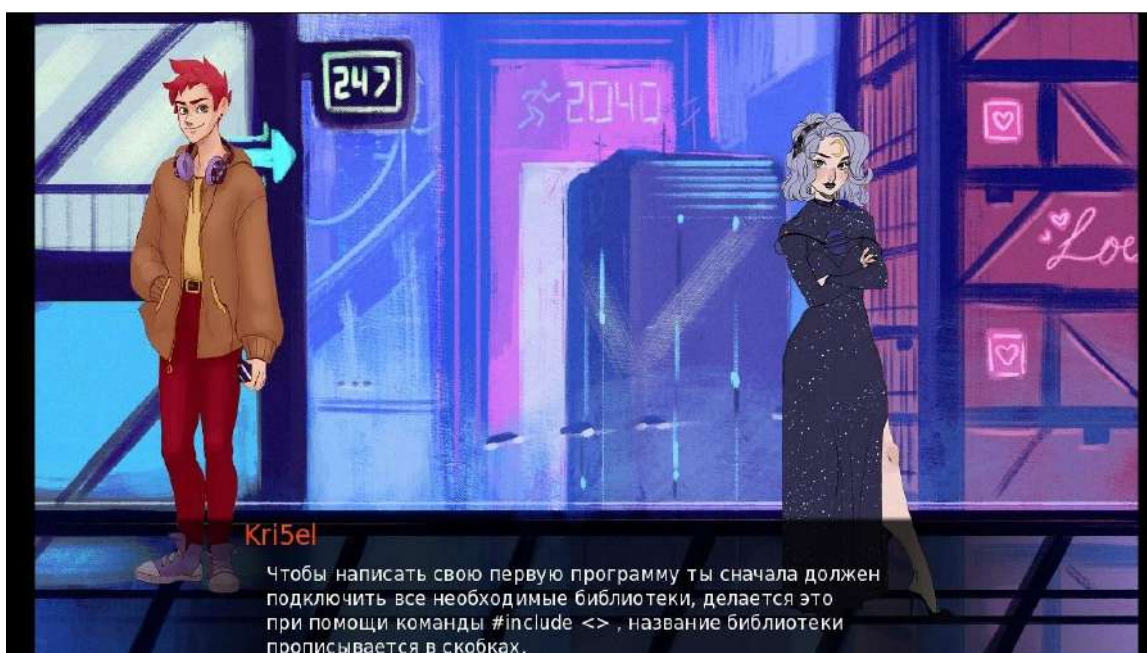 247
2040
Loe
Kri5el
Чтобы написать свою первую программу ты сначала должен
подключить все необходимые библиотеки, делается это
при помощи команды #include <> , название библиотеки
прописывается в скобках.